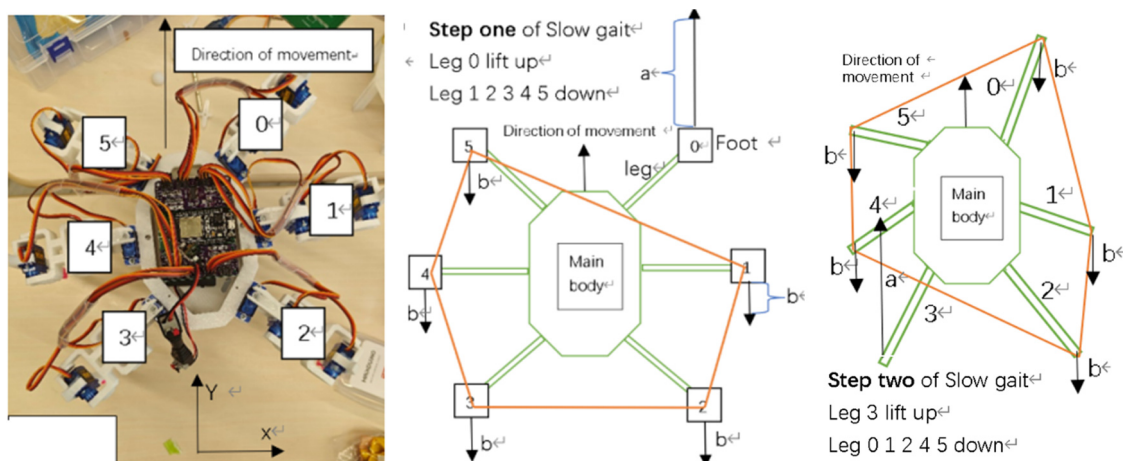 Direction of movement↵
0↵
5↵
1↵
4↵
3↵
2↵
Y ↵
X ↵
Step one of Slow gait↵
Leg 0 lift up↵
Leg 1 2 3 4 5 down↵
a↵
Direction of movement ↵
5↵
0↵ Foot ↵
leg↵
b↵
4↵
Main
body↵
1↵
b↵
b↵
3↵
2↵
b↵
b↵
Direction of ↵
movement ↵
0↵
b↵
5↵
b↵
4↵
Main
body↵
1↵
b↵
a↵
b↵
2↵
3↵
b↵
Step two of Slow gait↵
Leg 3 lift up↵
Leg 0 1 2 4 5 down↵